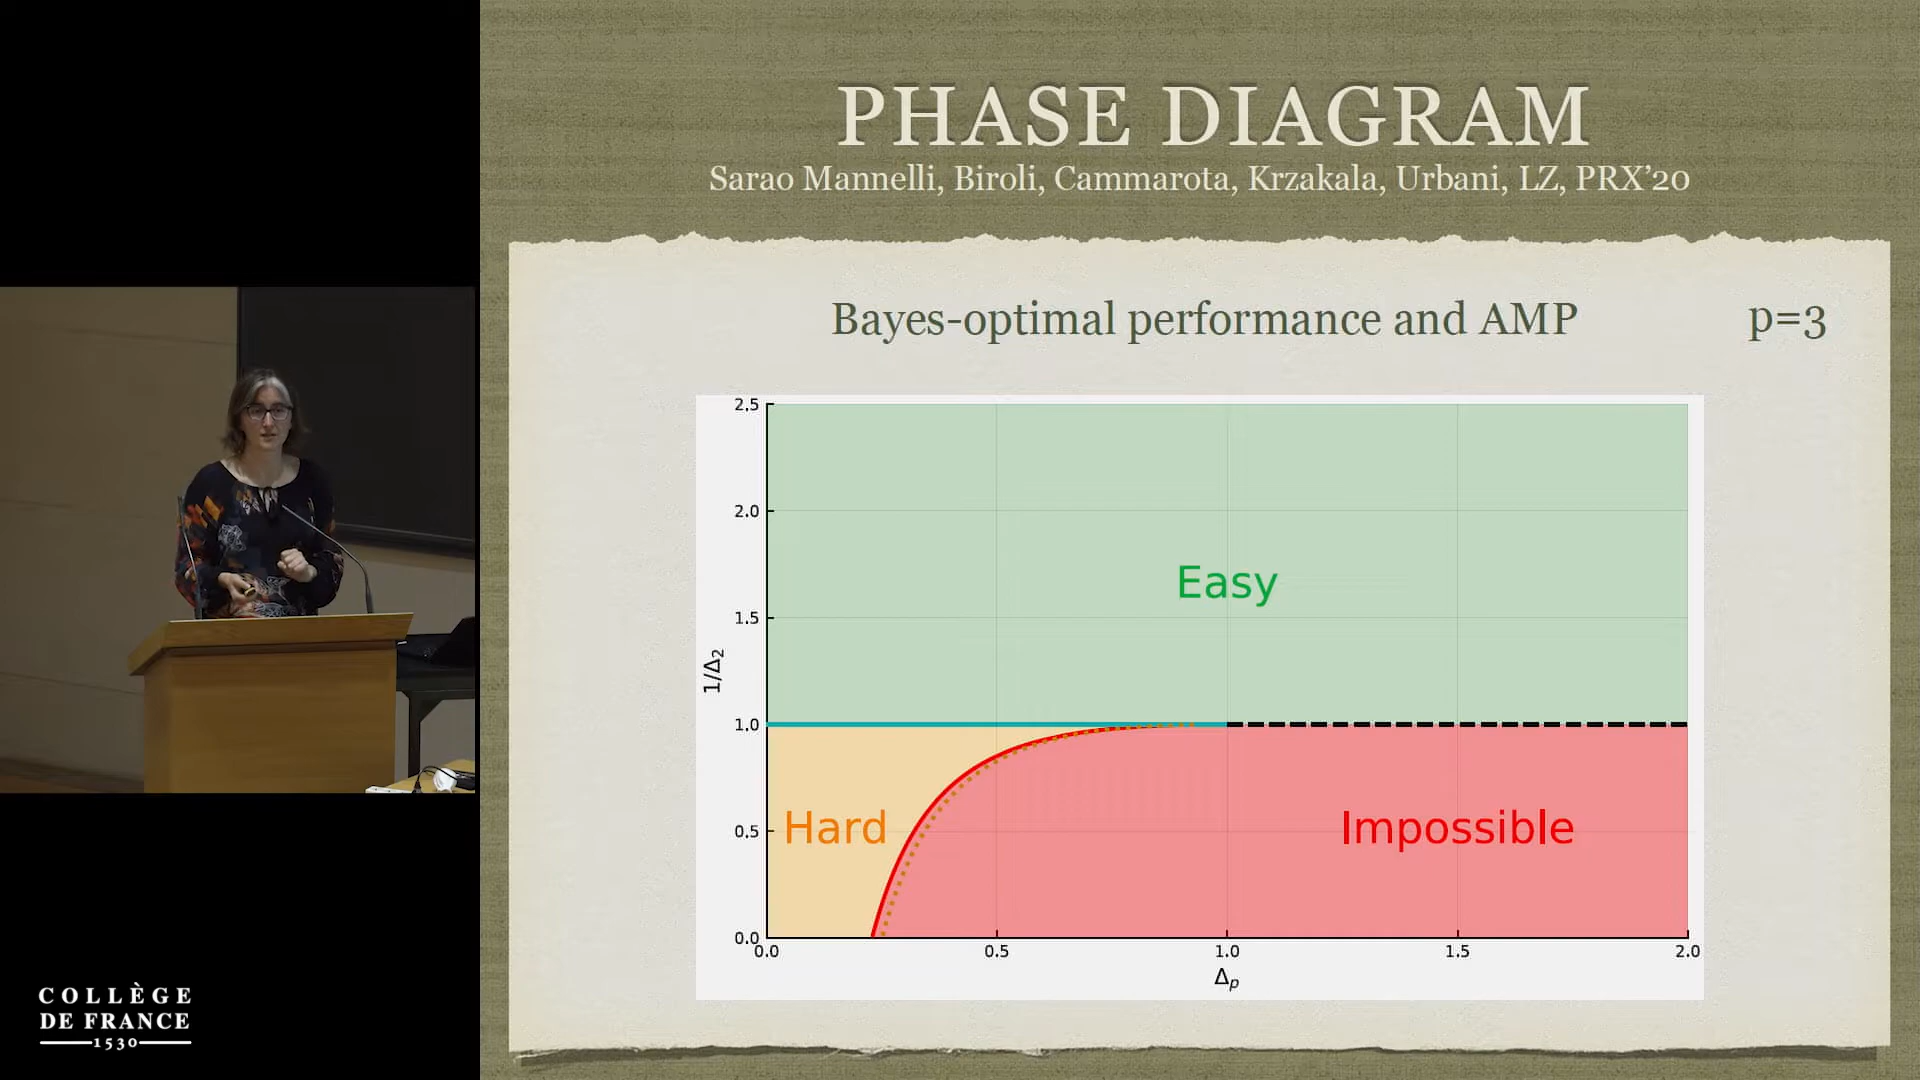 PHASE DIAGRAM
Sarao Mannelli, Biroli, Cammarota, Krzakala, Urbani, LZ, PRX'20
Bayes-optimal performance and AMP
p=3
2.5
2.0
1.5
1.0
0.5
0.0
1/Δ₂
Easy
Hard
Impossible
0.0 0.5 1.0 1.5 2.0
Δₚ
COLLÈGE
DE FRANCE
1530